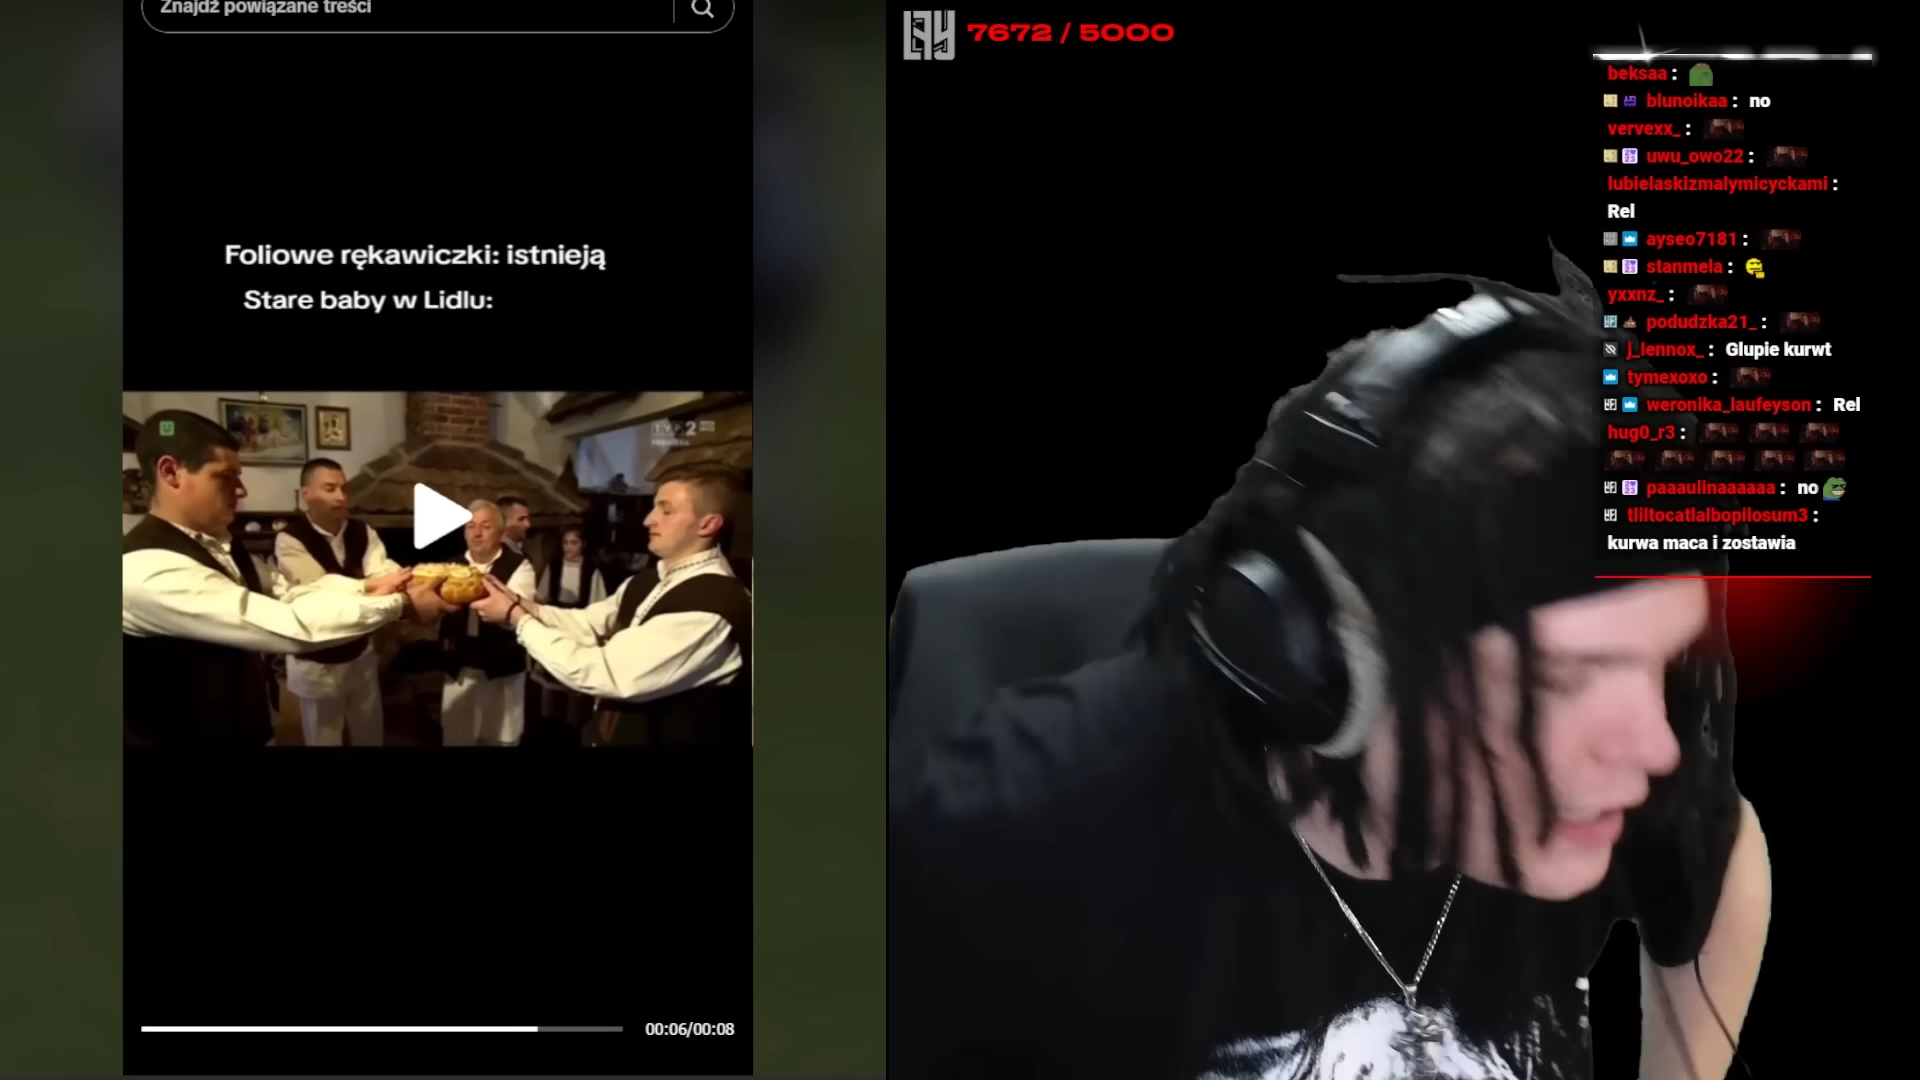 Znajdź powiązane treści
Foliowe rękawiczki: istnieją
Stare baby w Lidlu:
00:06/00:08
7672 / 5000
beksaa :
blunoikaa : no
vervexx_ :
uwu_owo22 :
lubielaskizmalymicyckami :
Rel
ayseo7181 :
stanmela :
yxxnz_ :
podudzka21_ :
j_lennox_ : Glupie kurwt
tymexoxo :
weronika_laufeyson : Rel
hug0_r3 :
paaaulinaaaaaa : no
tliltocatlalbopilosum3 :
kurwa maca i zostawia